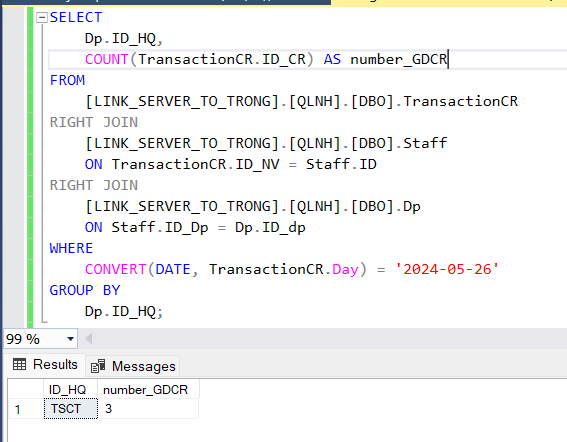 SELECT
Dp.ID_HQ,
COUNT(TransactionCR.ID_CR) AS number_GDCR
FROM
[LINK_SERVER_TO_TRONG].[QLNH].[DBO].TransactionCR
RIGHT JOIN
[LINK_SERVER_TO_TRONG].[QLNH].[DBO].Staff
ON TransactionCR.ID_NV = Staff.ID
RIGHT JOIN
[LINK_SERVER_TO_TRONG].[QLNH].[DBO].Dp
ON Staff.ID_Dp = Dp.ID_dp
WHERE
CONVERT(DATE, TransactionCR.Day) = '2024-05-26'
GROUP BY
Dp.ID_HQ;
99 %
Results Messages
ID_HQ number_GDCR
1 TSCT 3